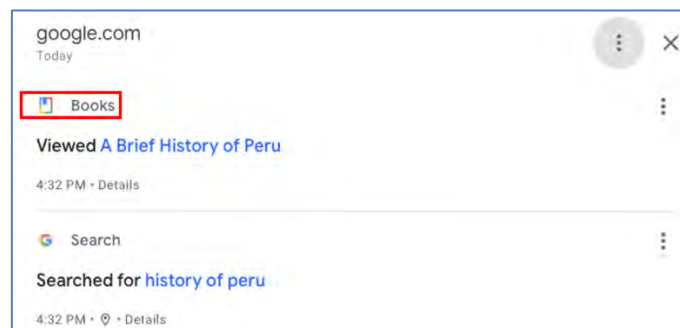 google.com
Today
Books
Viewed A Brief History of Peru
4:32 PM • Details
Search
Searched for history of peru
4:32 PM • • Details